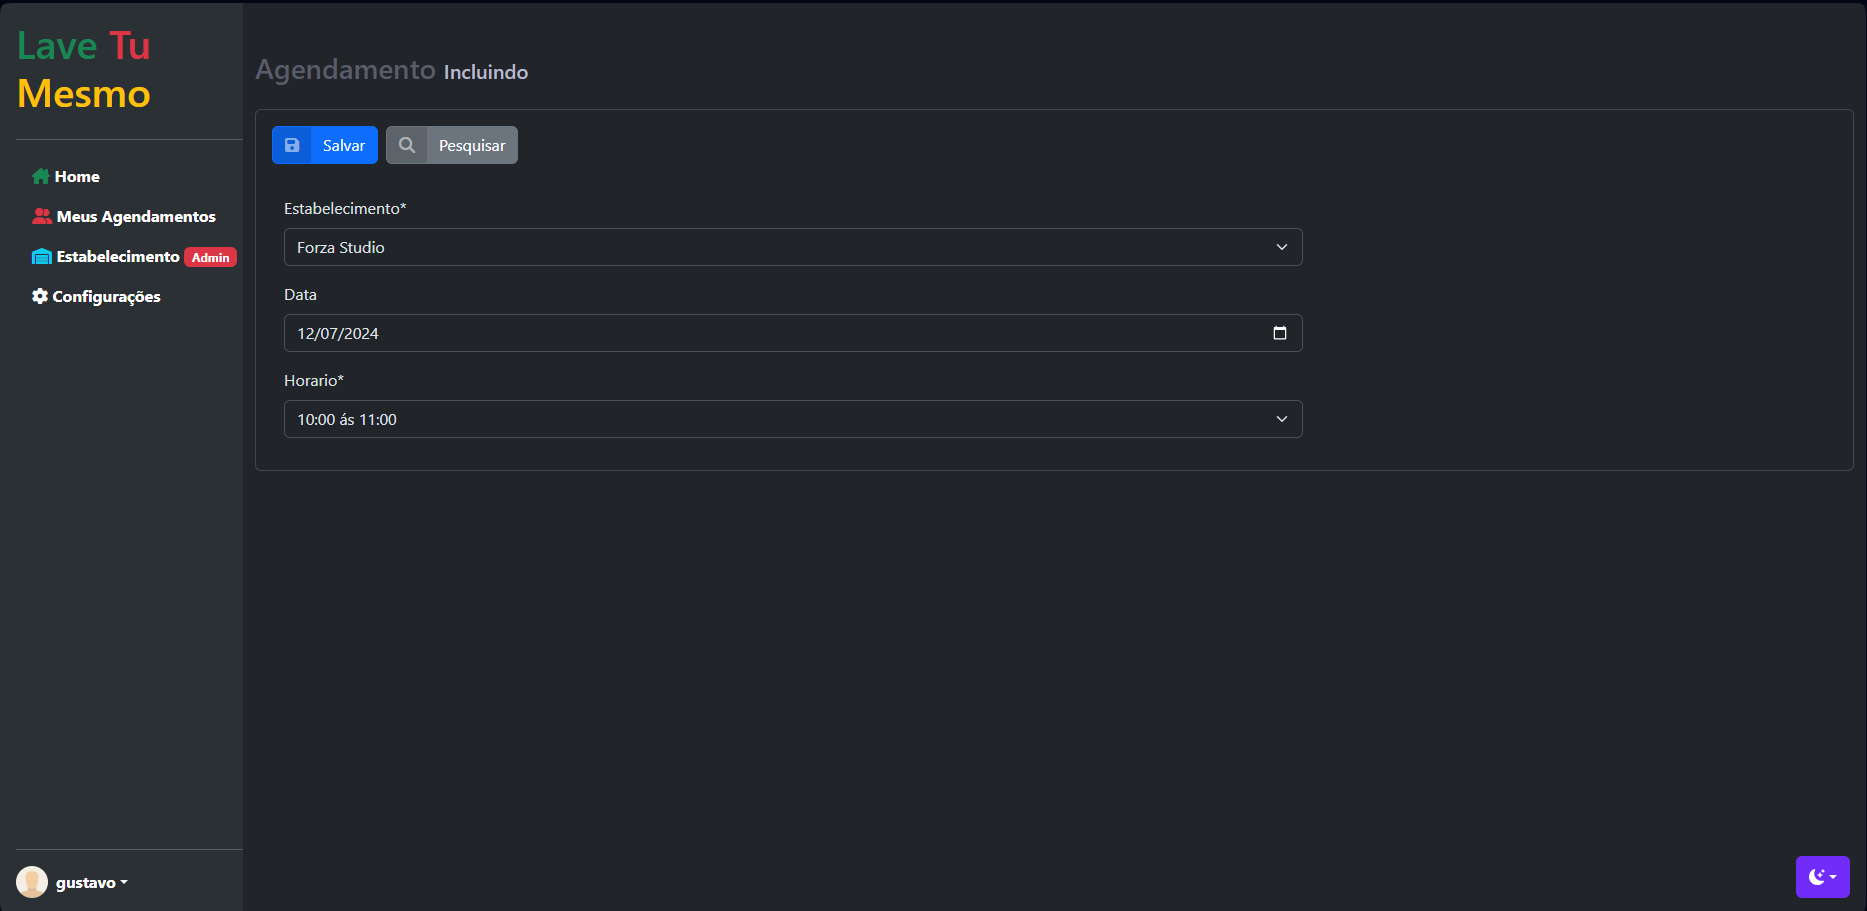 Lave Tu
Mesmo
Home
Meus Agendamentos
Estabelecimento Admin
Configurações
gustavo
Agendamento Incluindo
Salvar Pesquisar
Estabelecimento*
Forza Studio
Data
12/07/2024
Horario*
10:00 ás 11:00